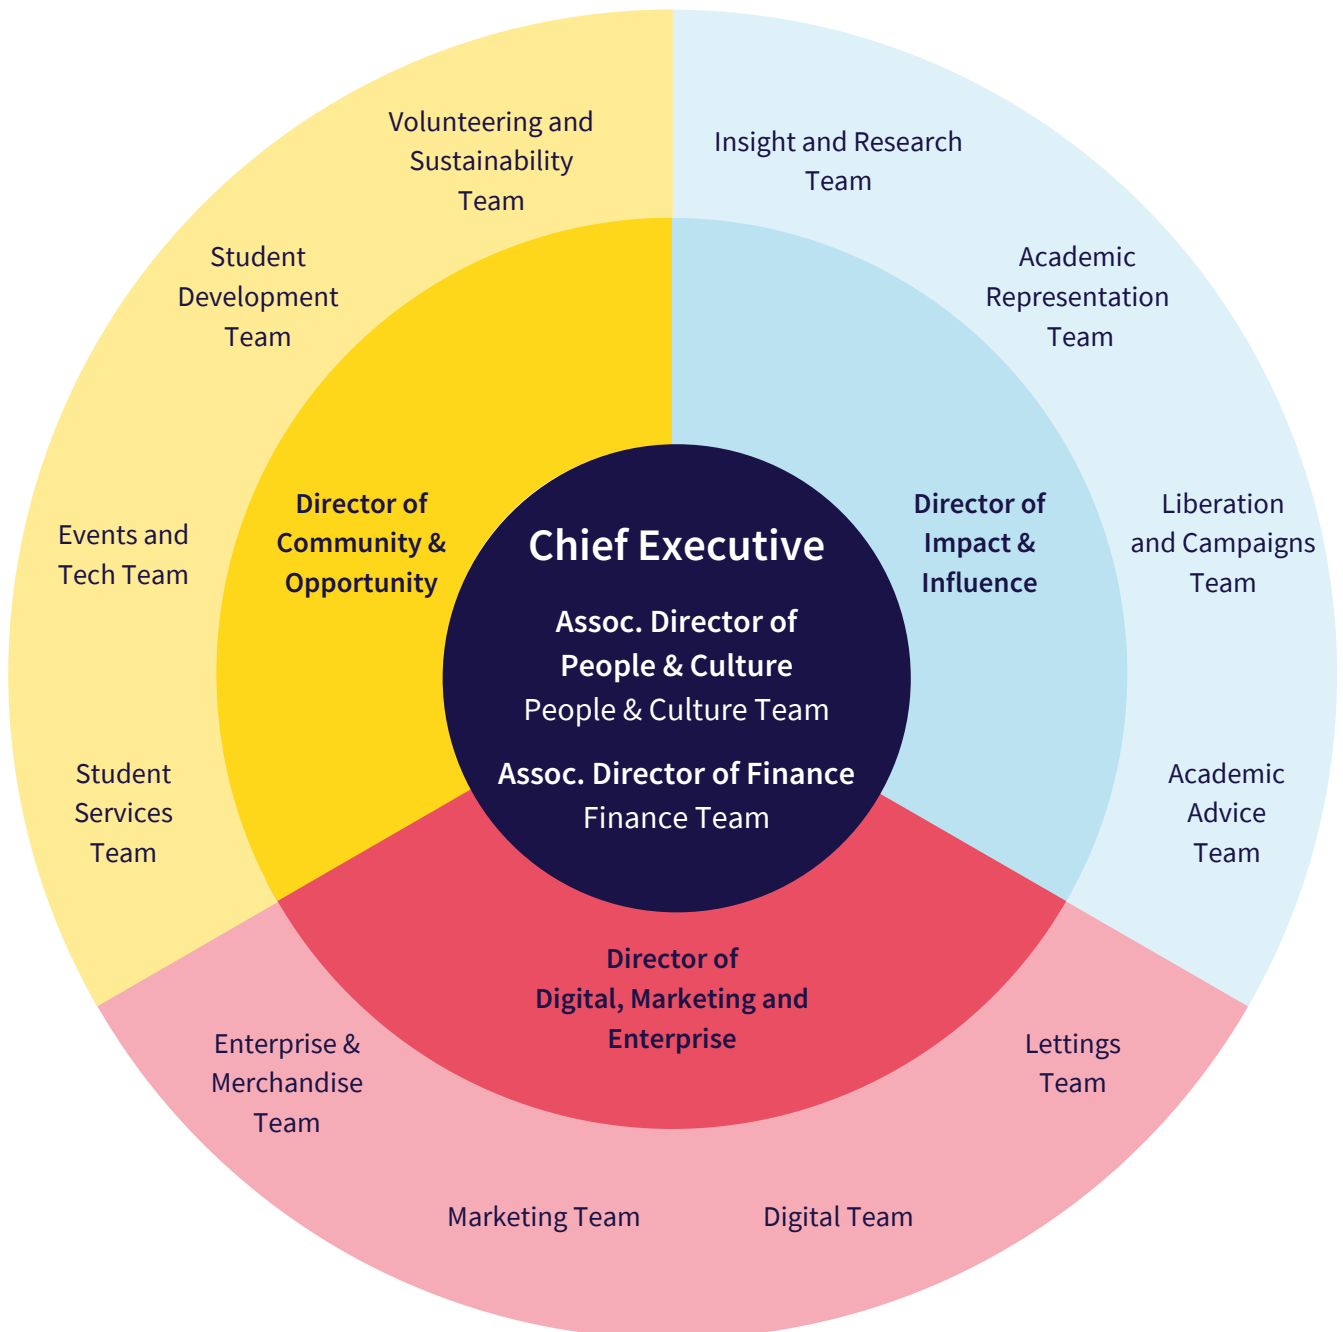 Volunteering and
Sustainability
Team
Insight and Research
Team
Student
Development
Team
Academic
Representation
Team
Events and
Tech Team
Director of
Community &
Opportunity
Chief Executive
Assoc. Director of
People & Culture
People & Culture Team
Assoc. Director of Finance
Finance Team
Director of
Impact &
Influence
Liberation
and Campaigns
Team
Student
Services
Team
Academic
Advice
Team
Director of
Digital, Marketing and
Enterprise
Enterprise &
Merchandise
Team
Lettings
Team
Marketing Team
Digital Team